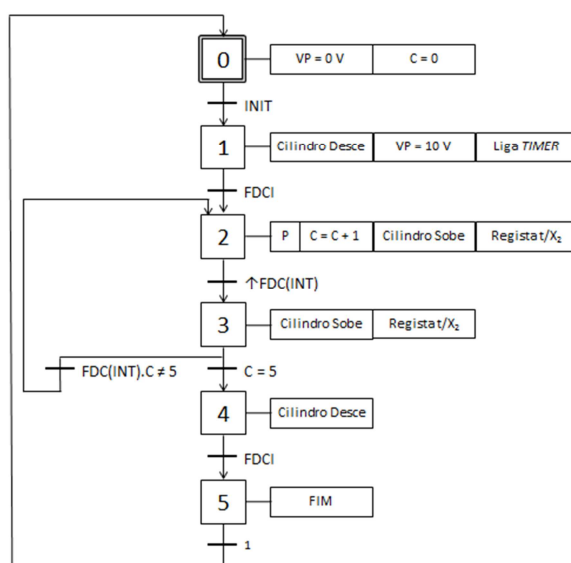 0 VP = 0 V C = 0
INIT
1 Cilindro Desce VP = 10 V Liga TIMER
FDCI
2 P C = C + 1 Cilindro Sobe Registat/X₂
↑FDC(INT)
3 Cilindro Sobe Registat/X₂
FDC(INT).C ≠ 5 C = 5
4 Cilindro Desce
FDCI
5 FIM
1